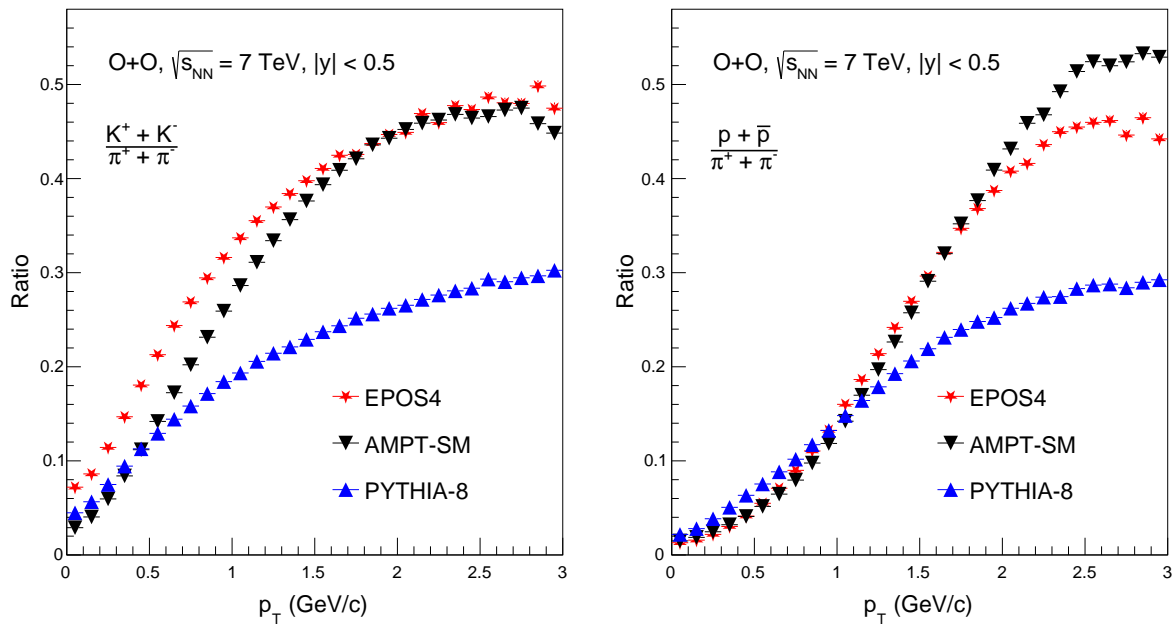 O+O, √s_NN = 7 TeV, |y| < 0.5
K⁺ + K⁻
π⁺ + π⁻
Ratio
0.5
0.4
0.3
0.2
0.1
0
EPOS4
AMPT-SM
PYTHIA-8
0 0.5 1 1.5 2 2.5 3
p_T (GeV/c)
O+O, √s_NN = 7 TeV, |y| < 0.5
p + p̅
π⁺ + π⁻
Ratio
0.5
0.4
0.3
0.2
0.1
0
EPOS4
AMPT-SM
PYTHIA-8
0 0.5 1 1.5 2 2.5 3
p_T (GeV/c)